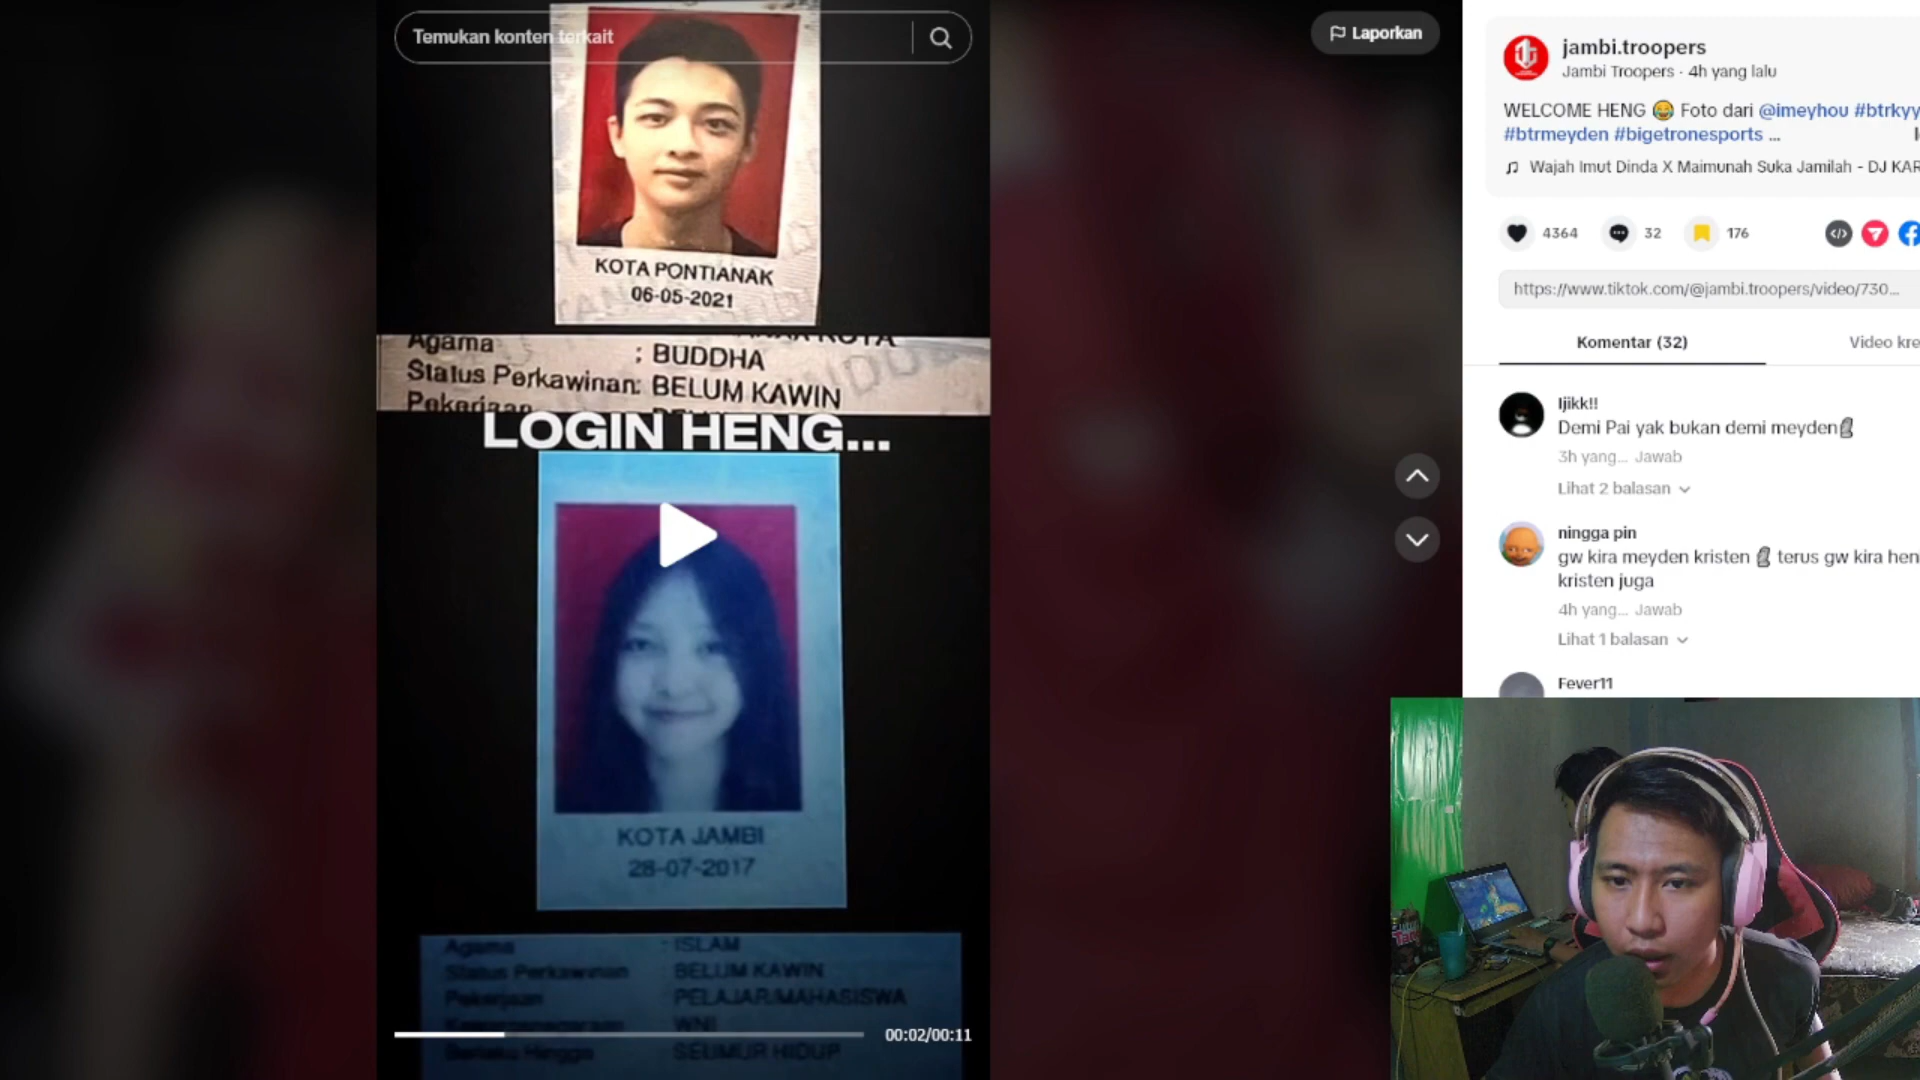 Temukan konten terkait
Laporkan
KOTA PONTIANAK
06-05-2021
Agama : BUDDHA
Status Perkawinan: BELUM KAWIN
Pekerjaan
LOGIN HENG...
KOTA JAMBI
28-07-2017
Agama : ISLAM
Status Perkawinan : BELUM KAWIN
Pekerjaan : PELAJAR/MAHASISWA
WNI
Berlaku Hingga : SEUMUR HIDUP
00:02/00:11
jambi.troopers
Jambi Troopers · 4h yang lalu
WELCOME HENG 😂 Foto dari @imeyhou #btrkyy
#btrmeyden #bigetronesports ...
Wajah Imut Dinda X Maimunah Suka Jamilah - DJ KAR
4364
32
176
https://www.tiktok.com/@jambi.troopers/video/730...
Komentar (32)
Video kre
Ijikk!!
Demi Pai yak bukan demi meyden🗿
3h yang... Jawab
Lihat 2 balasan
ningga pin
gw kira meyden kristen 🗿 terus gw kira hen
kristen juga
4h yang... Jawab
Lihat 1 balasan
Fever11